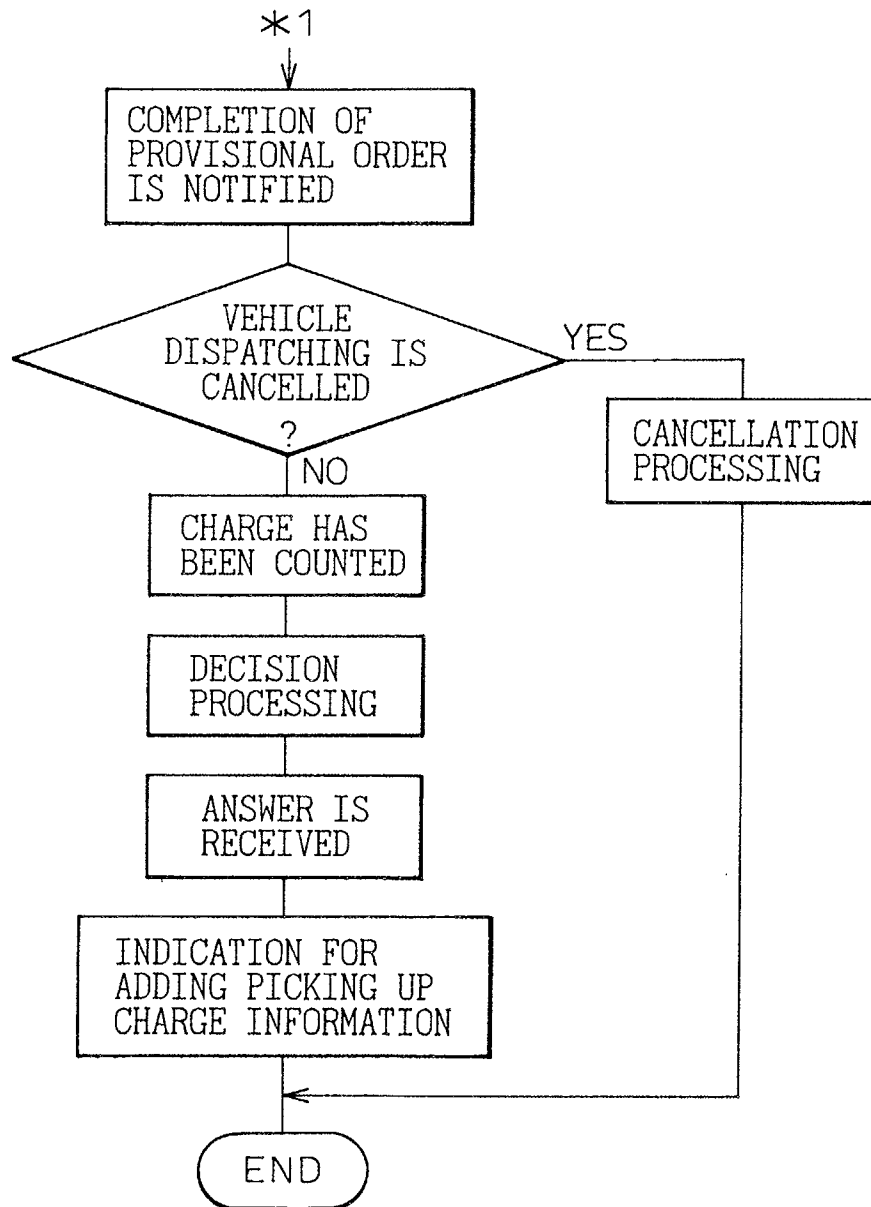 *1
COMPLETION OF
PROVISIONAL ORDER
IS NOTIFIED
VEHICLE
DISPATCHING IS
CANCELLED
?
YES
CANCELLATION
PROCESSING
NO
CHARGE HAS
BEEN COUNTED
DECISION
PROCESSING
ANSWER IS
RECEIVED
INDICATION FOR
ADDING PICKING UP
CHARGE INFORMATION
END